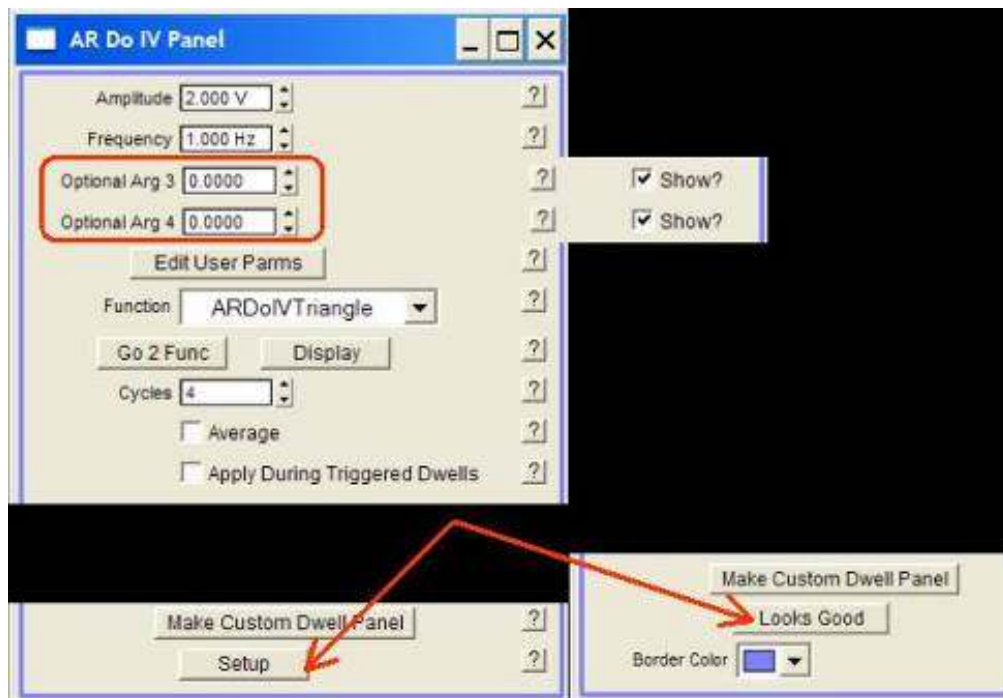 AR Do IV Panel
Amplitude 2.000 V ?
Frequency 1.000 Hz ?
Optional Arg 3 0.0000 ? Show?
Optional Arg 4 0.0000 ? Show?
Edit User Parms ?
Function ARDoIVTriangle ?
Go 2 Func Display ?
Cycles 4 ?
Average ?
Apply During Triggered Dwells ?
Make Custom Dwell Panel ?
Setup ?
Make Custom Dwell Panel
Looks Good
Border Color